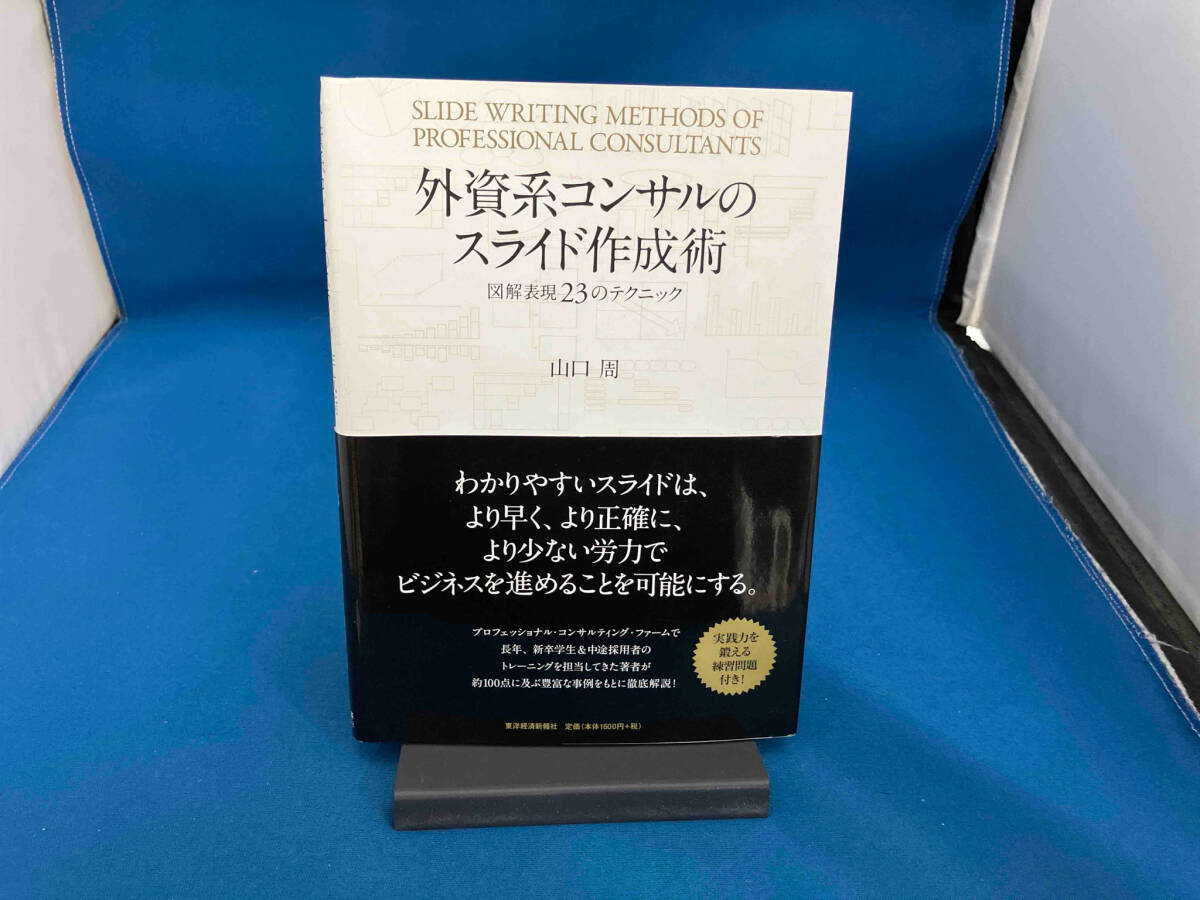 SLIDE WRITING METHODS OF
PROFESSIONAL CONSULTANTS
外資系コンサルの
スライド作成術
図解表現23のテクニック
山口 周
わかりやすいスライドは、
より早く、より正確に、
より少ない労力で
ビジネスを進めることを可能にする。
プロフェッショナル・コンサルティング・ファームで
長年、新卒学生&中途採用者の
トレーニングを担当してきた著者が
約100点に及ぶ豊富な事例をもとに徹底解説!
実践力を
鍛える
練習問題
付き!
東洋経済新報社 定価(本体1600円+税)